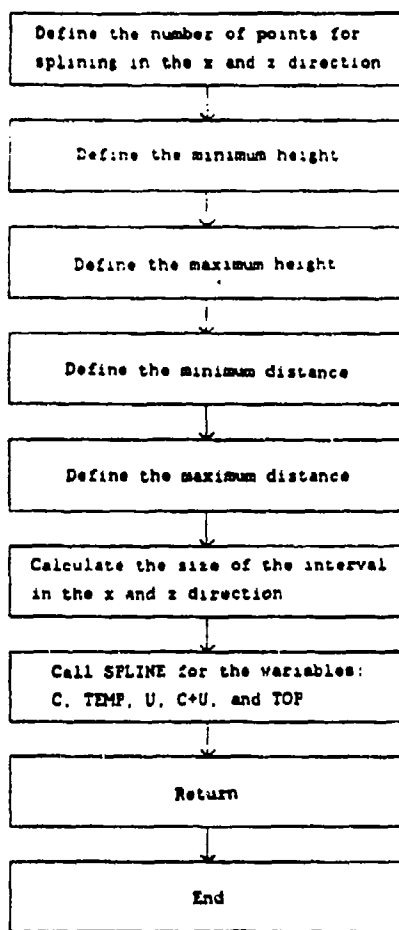 Define the number of points for
splining in the x and z direction
Define the minimum height
Define the maximum height
Define the minimum distance
Define the maximum distance
Calculate the size of the interval
in the x and z direction
Call SPLINE for the variables:
C, TEMP, U, C+U, and TOP
Return
End